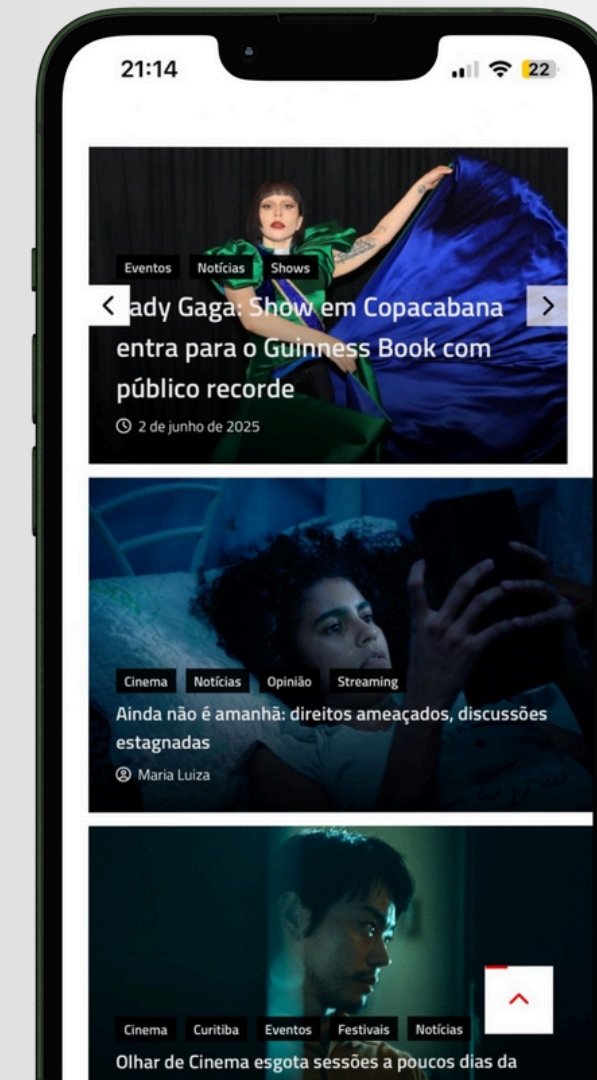 21:14
22
Eventos Notícias Shows
ady Gaga: Show em Copacabana
entra para o Guinness Book com
público recorde
2 de junho de 2025
Cinema Notícias Opinião Streaming
Ainda não é amanhã: direitos ameaçados, discussões
estagnadas
Maria Luiza
Cinema Curitiba Eventos Festivais Notícias
Olhar de Cinema esgota sessões a poucos dias da